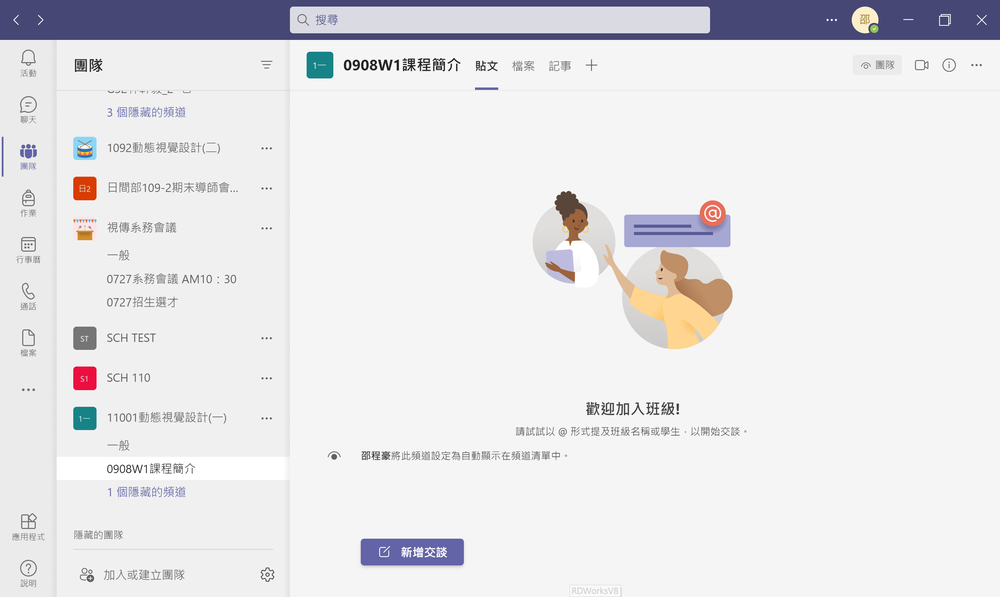 搜尋
邵
活動
聊天
團隊
作業
行事曆
通話
檔案
應用程式
說明
團隊
3 個隱藏的頻道
1092動態視覺設計(二)
日2
日間部109-2期末導師會...
視傳系務會議
一般
0727系務會議 AM10：30
0727招生選才
ST
SCH TEST
S1
SCH 110
1一
11001動態視覺設計(一)
一般
0908W1課程簡介
1 個隱藏的頻道
隱藏的團隊
加入或建立團隊
1一
0908W1課程簡介 貼文 檔案 記事
團隊
@
歡迎加入班級!
請試試以 @ 形式提及班級名稱或學生，以開始交談。
邵程豪將此頻道設定為自動顯示在頻道清單中。
新增交談
RDWorksV8